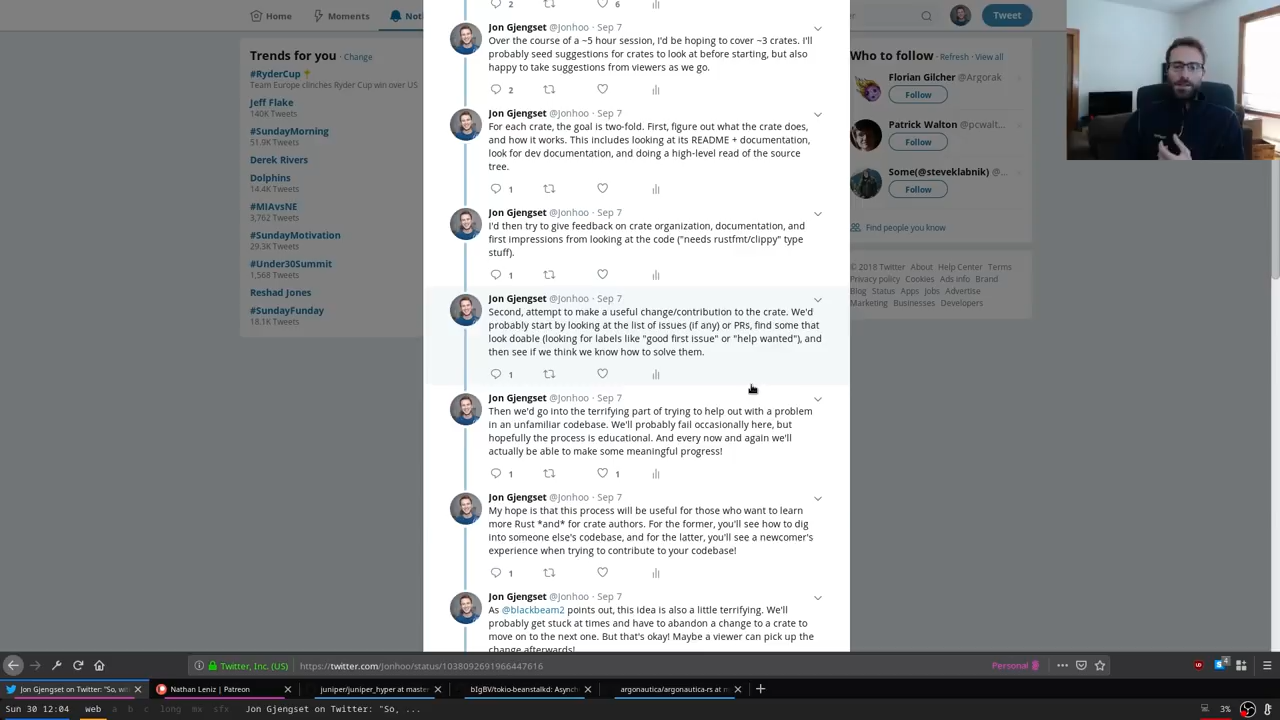 Home
Moments
Tweet
Trends for you · Change
#RyderCup
Team Europe clinches Ryder Cup win over US
Jeff Flake
140K Tweets
#SundayMorning
51.9K Tweets
Derek Rivers
Dolphins
14.4K Tweets
#MIAvsNE
3,762 Tweets
#SundayMotivation
29.3K Tweets
#Under30Summit
1,568 Tweets
Reshad Jones
#SundayFunday
18.1K Tweets
2 6
Jon Gjengset @Jonhoo · Sep 7
Over the course of a ~5 hour session, I'd be hoping to cover ~3 crates. I'll
probably seed suggestions for crates to look at before starting, but also
happy to take suggestions from viewers as we go.
2
Jon Gjengset @Jonhoo · Sep 7
For each crate, the goal is two-fold. First, figure out what the crate does,
and how it works. This includes looking at its README + documentation,
look for dev documentation, and doing a high-level read of the source
tree.
1
Jon Gjengset @Jonhoo · Sep 7
I'd then try to give feedback on crate organization, documentation, and
first impressions from looking at the code ("needs rustfmt/clippy" type
stuff).
1
Jon Gjengset @Jonhoo · Sep 7
Second, attempt to make a useful change/contribution to the crate. We'd
probably start by looking at the list of issues (if any) or PRs, find some that
look doable (looking for labels like "good first issue" or "help wanted"), and
then see if we think we know how to solve them.
1
Jon Gjengset @Jonhoo · Sep 7
Then we'd go into the terrifying part of trying to help out with a problem
in an unfamiliar codebase. We'll probably fail occasionally here, but
hopefully the process is educational. And every now and again we'll
actually be able to make some meaningful progress!
1 1
Jon Gjengset @Jonhoo · Sep 7
My hope is that this process will be useful for those who want to learn
more Rust *and* for crate authors. For the former, you'll see how to dig
into someone else's codebase, and for the latter, you'll see a newcomer's
experience when trying to contribute to your codebase!
1
Jon Gjengset @Jonhoo · Sep 7
As @blackbeam2 points out, this idea is also a little terrifying. We'll
probably get stuck at times and have to abandon a change to a crate to
move on to the next one. But that's okay! Maybe a viewer can pick up the
change afterwards!
Who to follow · Refresh · View all
Florian Gilcher @Argorak
Follow
Patrick Walton @pcwalt...
Follow
Some(@steveklabnik) @...
Follow
Find people you know
© 2018 Twitter About Help Center Terms
Privacy policy Cookies Ads info Brand
Blog Status Apps Jobs Advertise
Marketing Businesses Developers
Twitter, Inc. (US) https://twitter.com/Jonhoo/status/1038092691966447616 Personal
Jon Gjengset on Twitter: "So, wi
Nathan Leniz | Patreon
juniper/juniper_hyper at maste
bIgBV/tokio-beanstalkd: Asynch
argonautica/argonautica-rs at m
Sun 30 12:04 web a b c long mx sfx Jon Gjengset on Twitter: "So, ... 3%